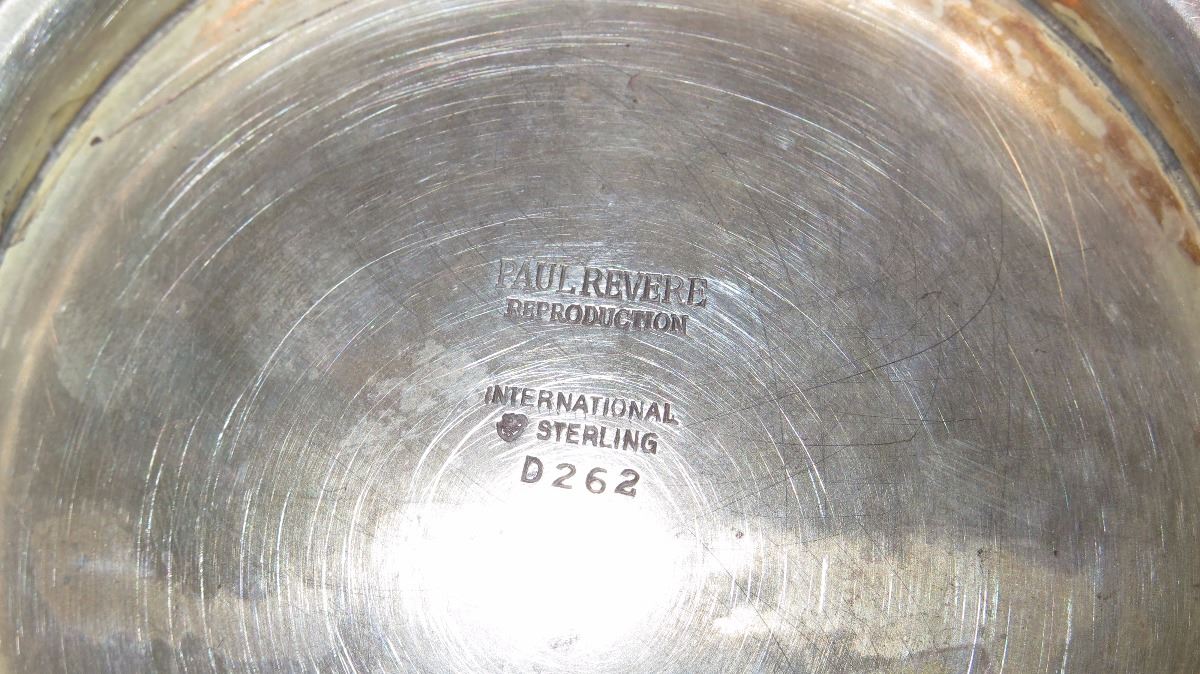 PAUL REVERE
REPRODUCTION
INTERNATIONAL
STERLING
D262